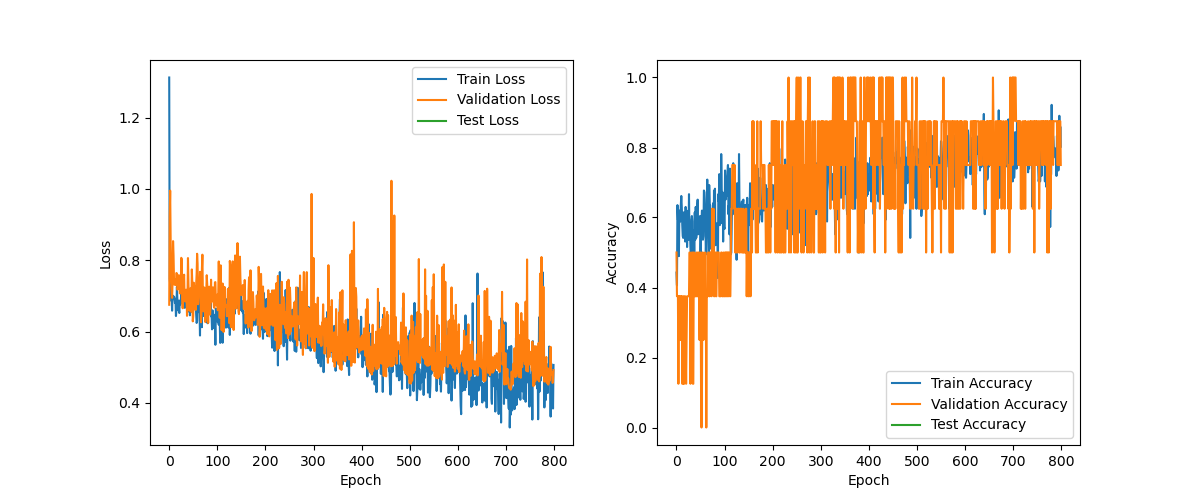 Train Loss
Validation Loss
Test Loss
1.2
1.0
0.8
0.6
0.4
Loss
0 100 200 300 400 500 600 700 800
Epoch
1.0
0.8
0.6
0.4
0.2
0.0
Accuracy
Train Accuracy
Validation Accuracy
Test Accuracy
0 100 200 300 400 500 600 700 800
Epoch